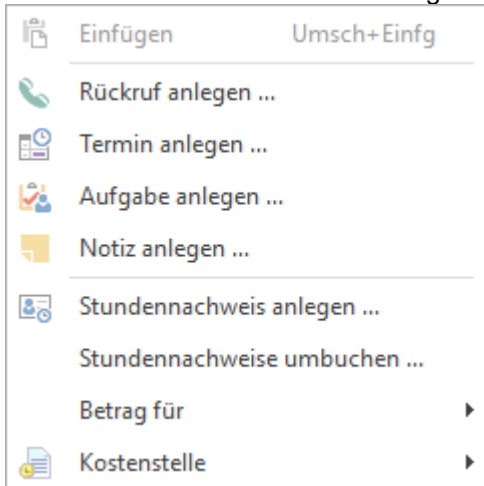 Einfügen Umsch+Einfg
Rückruf anlegen ...
Termin anlegen ...
Aufgabe anlegen ...
Notiz anlegen ...
Stundennachweis anlegen ...
Stundennachweise umbuchen ...
Betrag für
Kostenstelle